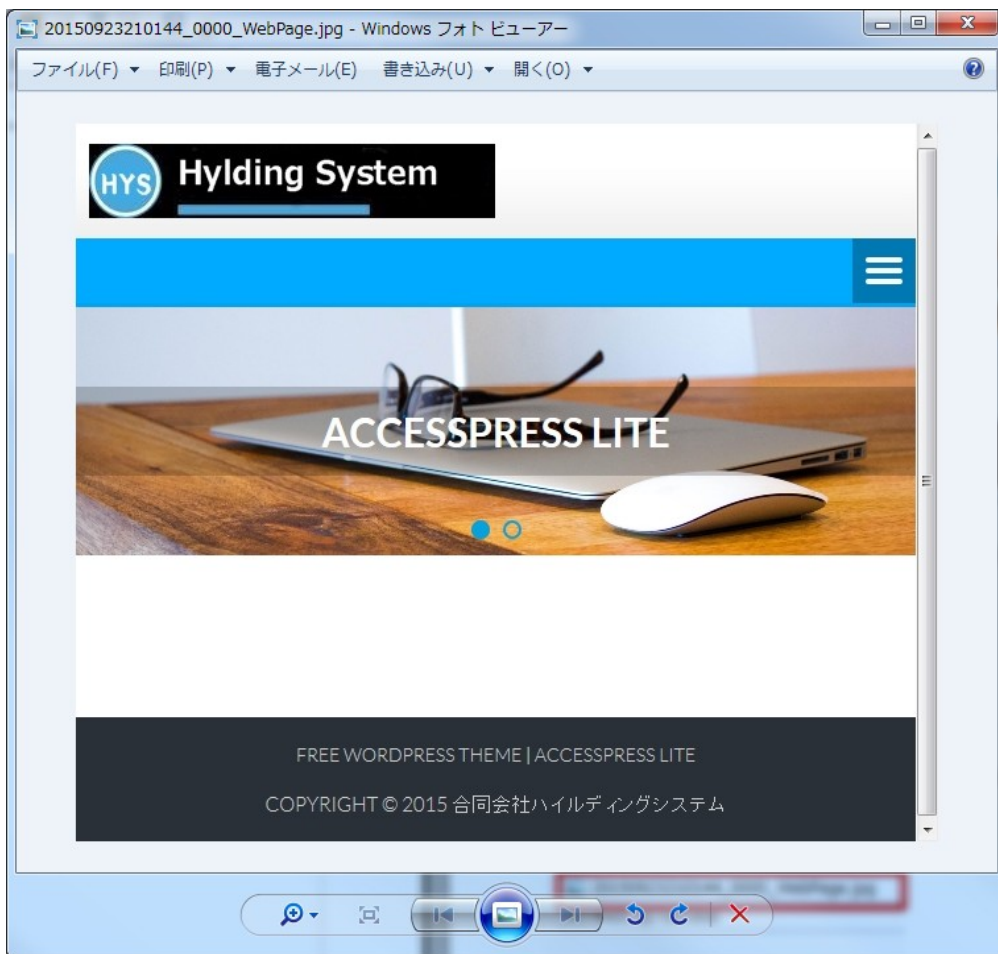 20150923210144_0000_WebPage.jpg - Windows フォト ビューアー
ファイル(F) 印刷(P) 電子メール(E) 書き込み(U) 開く(O)
HYS Hylding System
ACCESSPRESS LITE
FREE WORDPRESS THEME | ACCESSPRESS LITE
COPYRIGHT © 2015 合同会社ハイルディングシステム